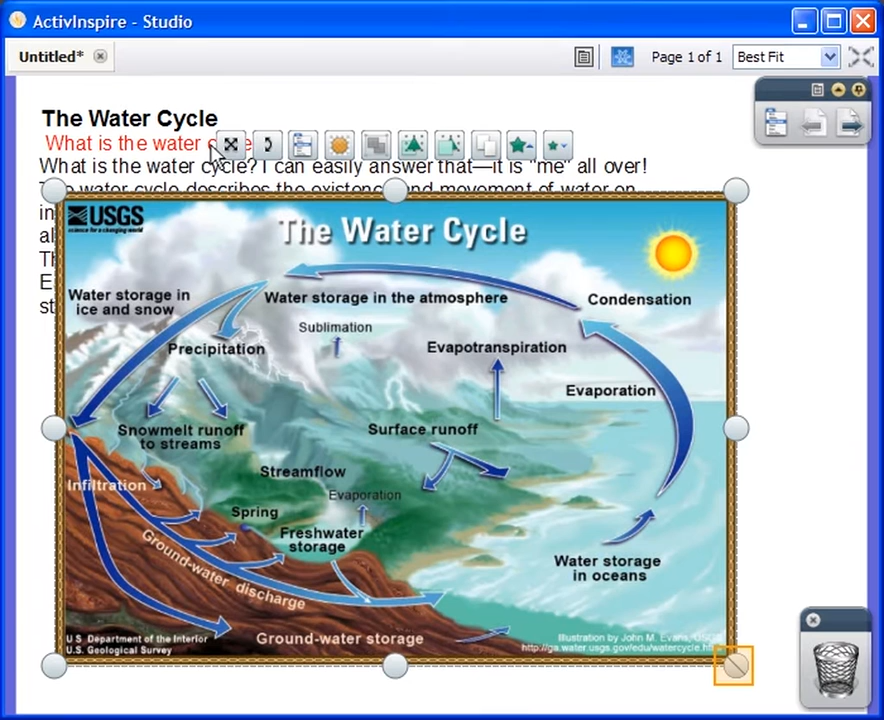 ActivInspire - Studio
Untitled*
Page 1 of 1
Best Fit
The Water Cycle
What is the water
What is the water cycle? I can easily answer that—it is "me" all over!
The water cycle describes the existence and movement of water on
in
al
Th
E
st
USGS
science for a changing world
The Water Cycle
Water storage in
ice and snow
Water storage in the atmosphere
Condensation
Sublimation
Precipitation
Evapotranspiration
Evaporation
Snowmelt runoff
to streams
Surface runoff
Streamflow
Infiltration
Evaporation
Spring
Freshwater
storage
Ground-water discharge
Water storage
in oceans
Ground-water storage
U S Department of the Interior
U.S. Geological Survey
Illustration by John M. Evans, USGS
http://ga.water.usgs.gov/edu/watercycle.h